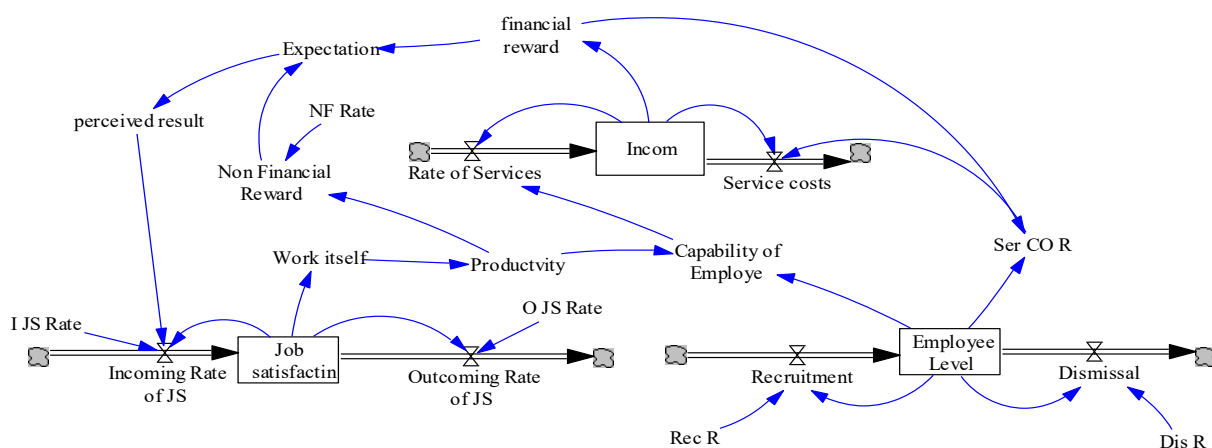 financial
reward
Expectation
perceived result
NF Rate
Incom
Non Financial
Reward
Rate of Services
Service costs
Work itself
Productvity
Capability of
Employe
Ser CO R
I JS Rate
O JS Rate
Job
satisfactin
Employee
Level
Incoming Rate
of JS
Outcoming Rate
of JS
Recruitment
Dismissal
Rec R
Dis R